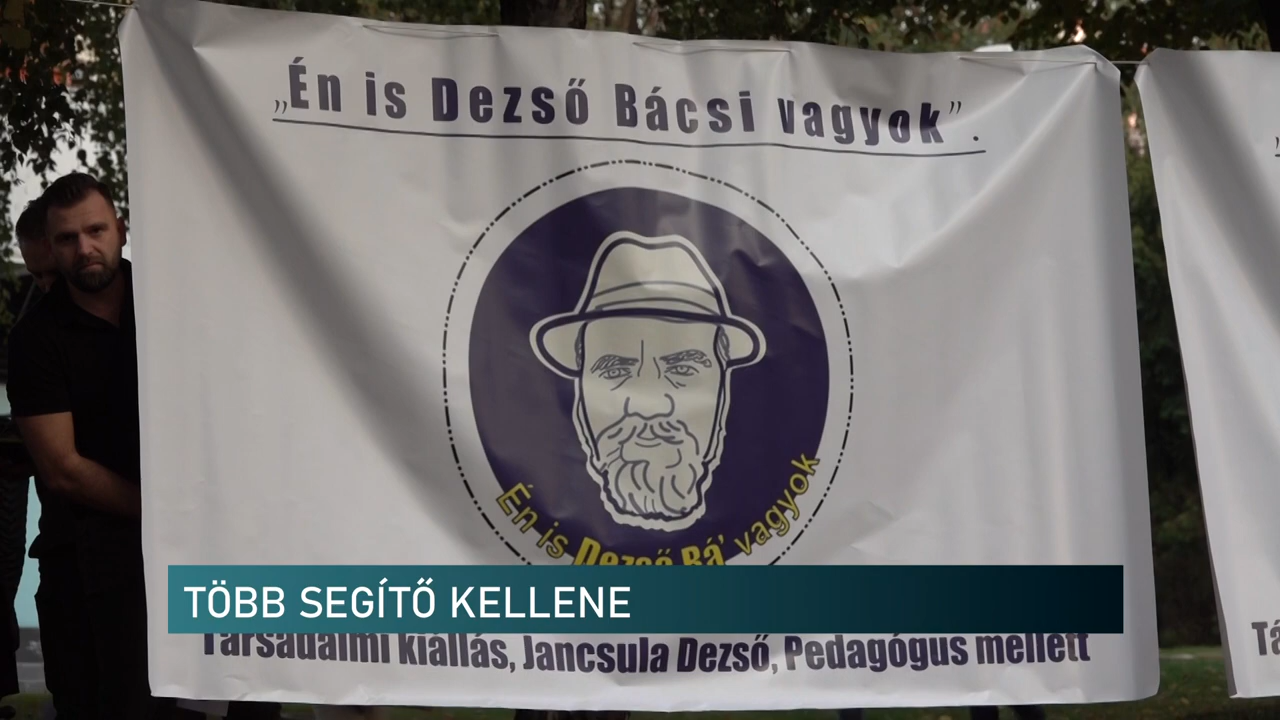 „Én is Dezső Bácsi vagyok”.
Én is Dezső Bá' vagyok
TÖBB SEGÍTŐ KELLENE
Társadalmi kiállás, Jancsula Dezső, Pedagógus mellett